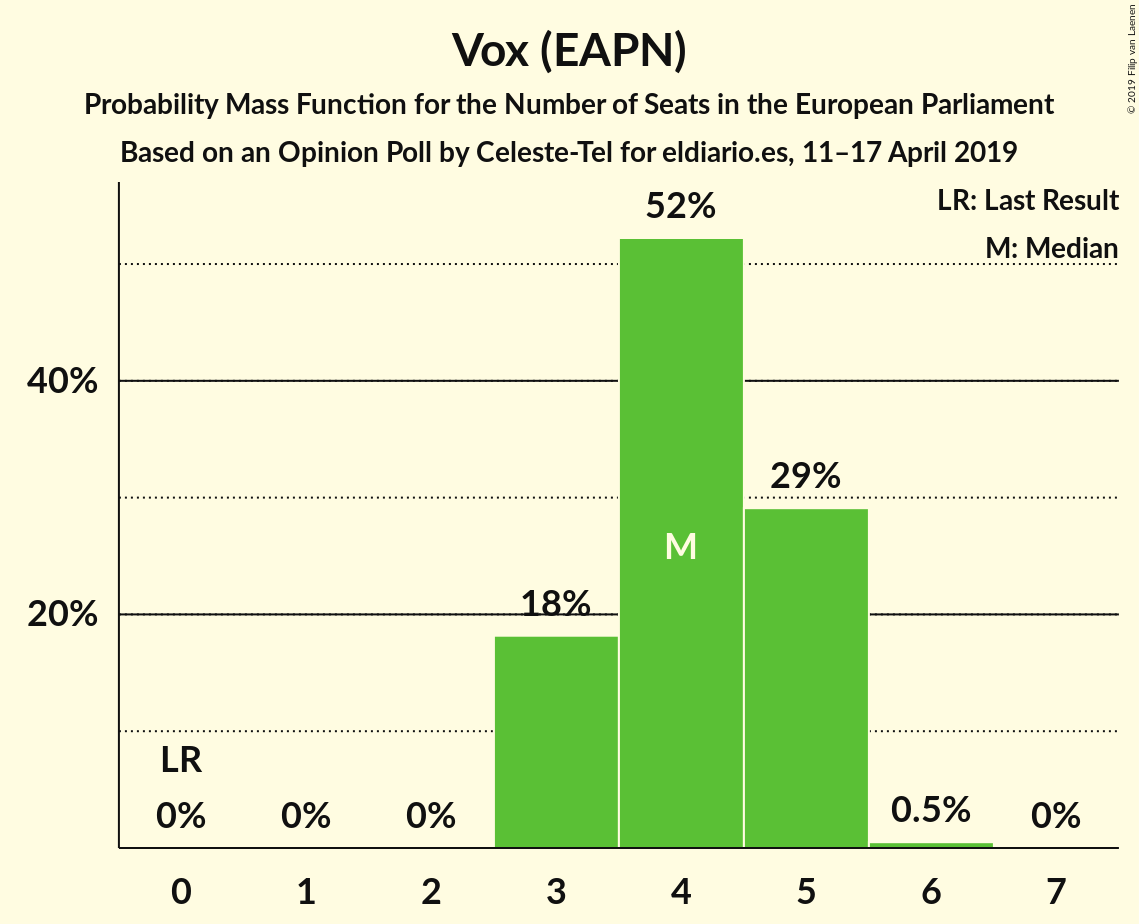 Vox (EAPN)
Probability Mass Function for the Number of Seats in the European Parliament
Based on an Opinion Poll by Celeste-Tel for eldiario.es, 11–17 April 2019
© 2019 Filip van Laenen
LR: Last Result
M: Median
52%
40%
29%
M
18%
20%
LR
0%
0%
0%
0.5%
0%
0
1
2
3
4
5
6
7